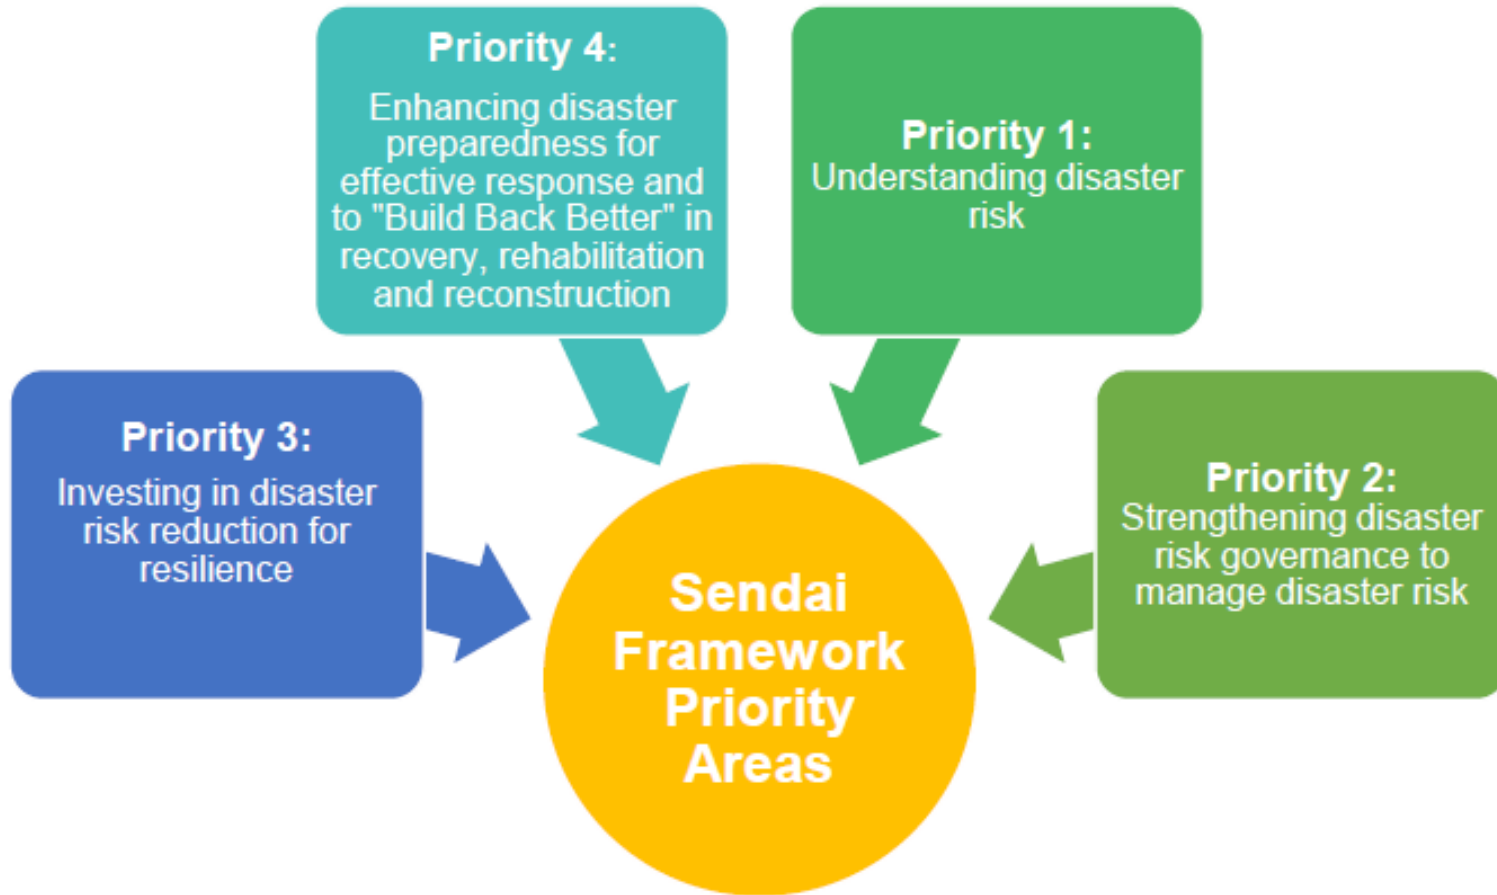 Priority 4:
Enhancing disaster
preparedness for
effective response and
to "Build Back Better" in
recovery, rehabilitation
and reconstruction
Priority 1:
Understanding disaster
risk
Priority 3:
Investing in disaster
risk reduction for
resilience
Priority 2:
Strengthening disaster
risk governance to
manage disaster risk
Sendai
Framework
Priority
Areas